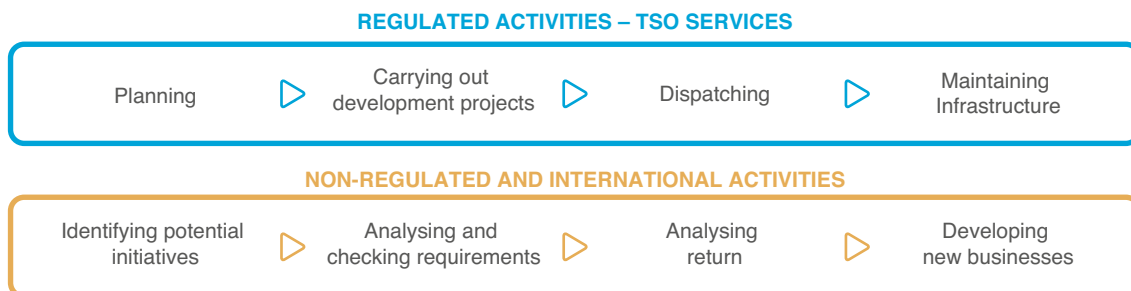 REGULATED ACTIVITIES – TSO SERVICES
Planning
Carrying out
development projects
Dispatching
Maintaining
Infrastructure
NON-REGULATED AND INTERNATIONAL ACTIVITIES
Identifying potential
initiatives
Analysing and
checking requirements
Analysing
return
Developing
new businesses